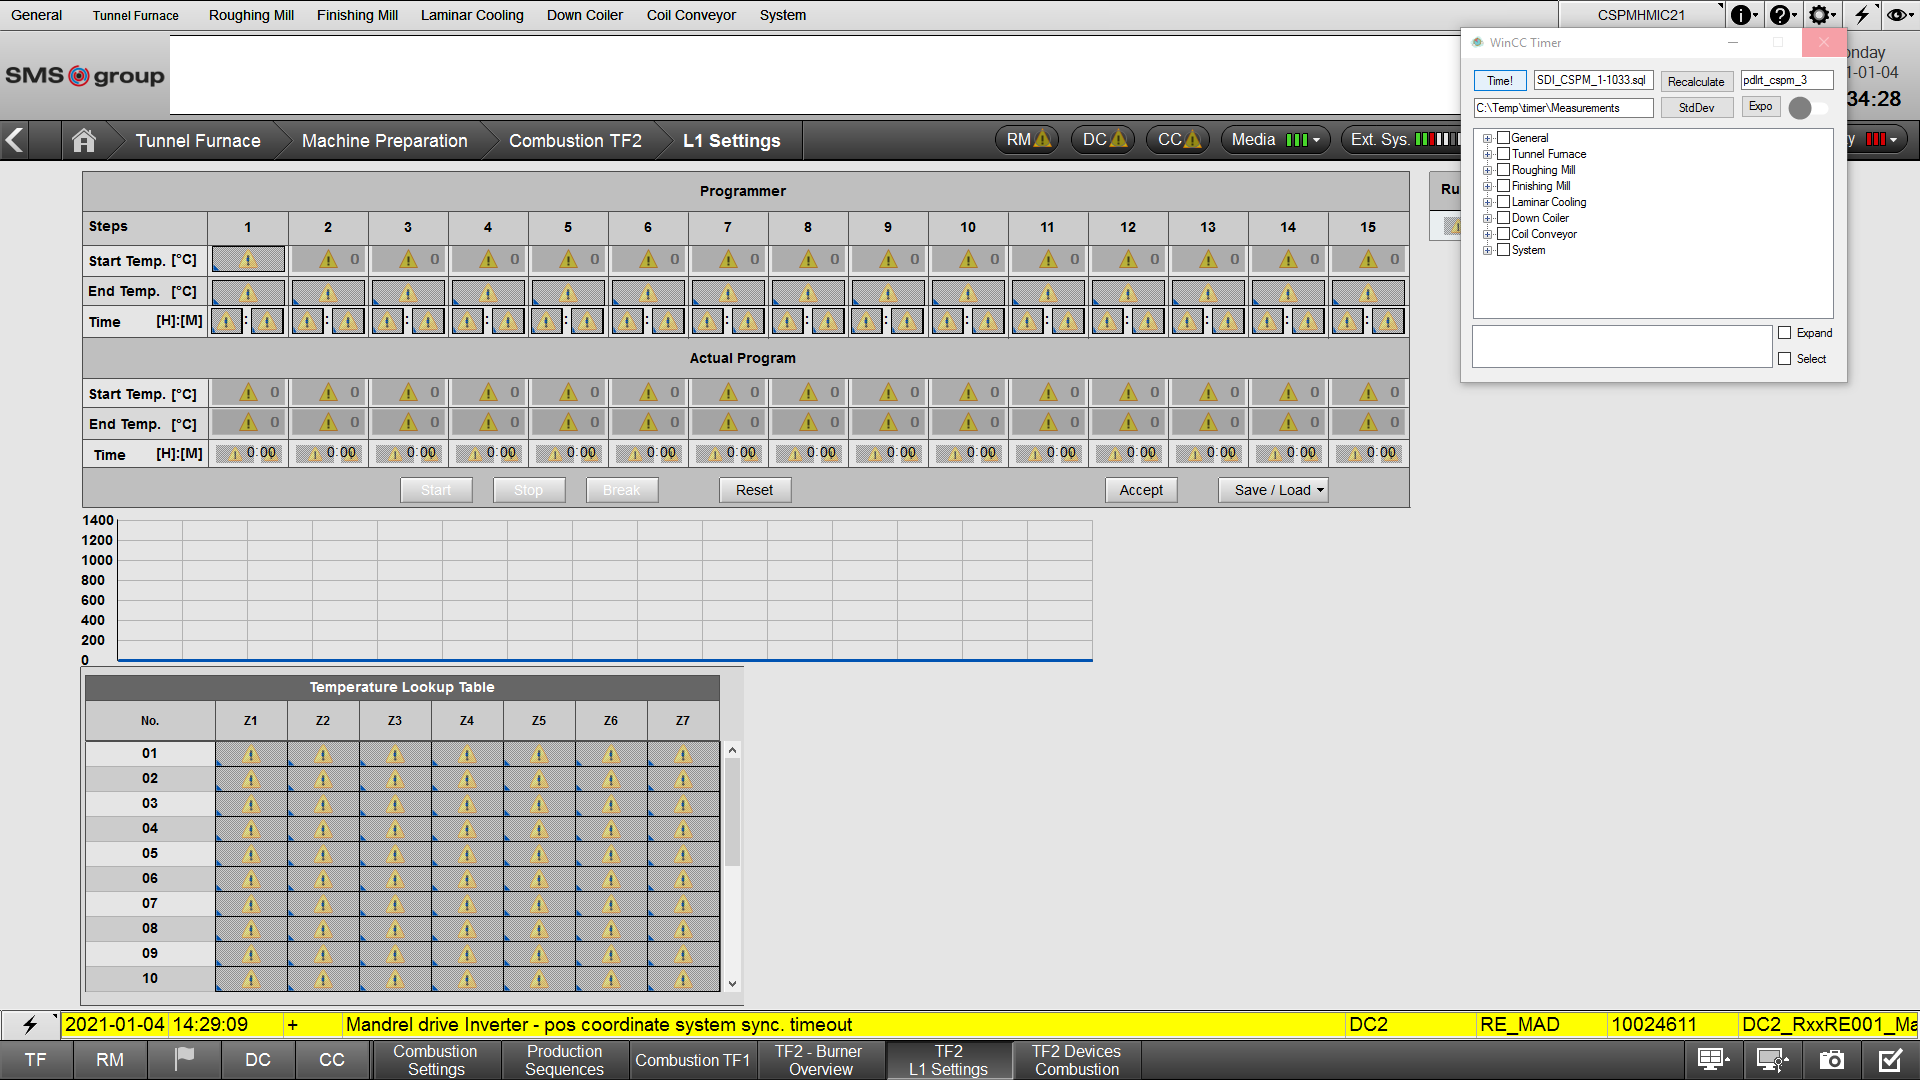 General Tunnel Furnace Roughing Mill Finishing Mill Laminar Cooling Down Coiler Coil Conveyor System CSPMHMIC21
SMS group
onday
1-01-04
34:28
WinCC Timer
Time! SDI_CSPM_1-1033.sql Recalculate pdlrt_cspm_3
C:\Temp\timer\Measurements StdDev Expo
General
Tunnel Furnace
Roughing Mill
Finishing Mill
Laminar Cooling
Down Coiler
Coil Conveyor
System
Expand
Select
Tunnel Furnace Machine Preparation Combustion TF2 L1 Settings RM DC CC Media Ext. Sys. y
Programmer Ru
Steps 1 2 3 4 5 6 7 8 9 10 11 12 13 14 15
Start Temp. [°C] 0 0 0 0 0 0 0 0 0 0 0 0 0 0
End Temp. [°C]
Time [H]:[M] : : : : : : : : : : : : : : :
Actual Program
Start Temp. [°C] 0 0 0 0 0 0 0 0 0 0 0 0 0 0 0
End Temp. [°C] 0 0 0 0 0 0 0 0 0 0 0 0 0 0 0
Time [H]:[M] 0:00 0:00 0:00 0:00 0:00 0:00 0:00 0:00 0:00 0:00 0:00 0:00 0:00 0:00 0:00
Start Stop Break Reset Accept Save / Load
1400
1200
1000
800
600
400
200
0
Temperature Lookup Table
No. Z1 Z2 Z3 Z4 Z5 Z6 Z7
01
02
03
04
05
06
07
08
09
10
2021-01-04 14:29:09 + Mandrel drive Inverter - pos coordinate system sync. timeout DC2 RE_MAD 10024611 DC2_RxxRE001_Ma
TF RM DC CC
Combustion
Settings
Production
Sequences
Combustion TF1
TF2 - Burner
Overview
TF2
L1 Settings
TF2 Devices
Combustion